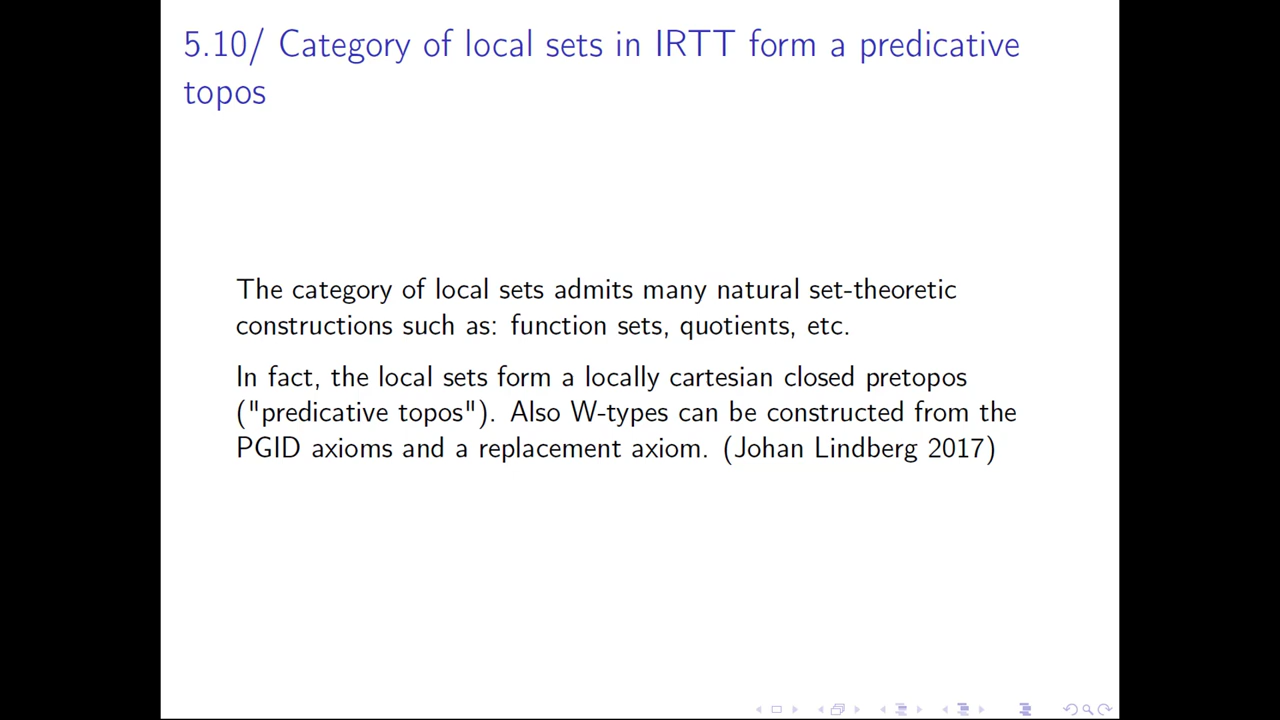 5.10/ Category of local sets in IRTT form a predicative
topos
The category of local sets admits many natural set-theoretic
constructions such as: function sets, quotients, etc.
In fact, the local sets form a locally cartesian closed pretopos
("predicative topos"). Also W-types can be constructed from the
PGID axioms and a replacement axiom. (Johan Lindberg 2017)